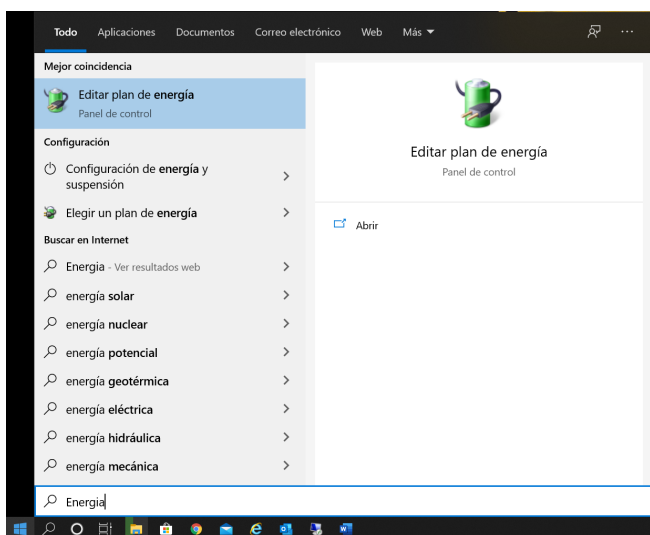 Todo Aplicaciones Documentos Correo electrónico Web Más
Mejor coincidencia
Editar plan de energía
Panel de control
Configuración
Configuración de energía y
suspensión
Elegir un plan de energía
Buscar en Internet
Energia - Ver resultados web
energía solar
energía nuclear
energía potencial
energía geotérmica
energía eléctrica
energía hidráulica
energía mecánica
Editar plan de energía
Panel de control
Abrir
Energia